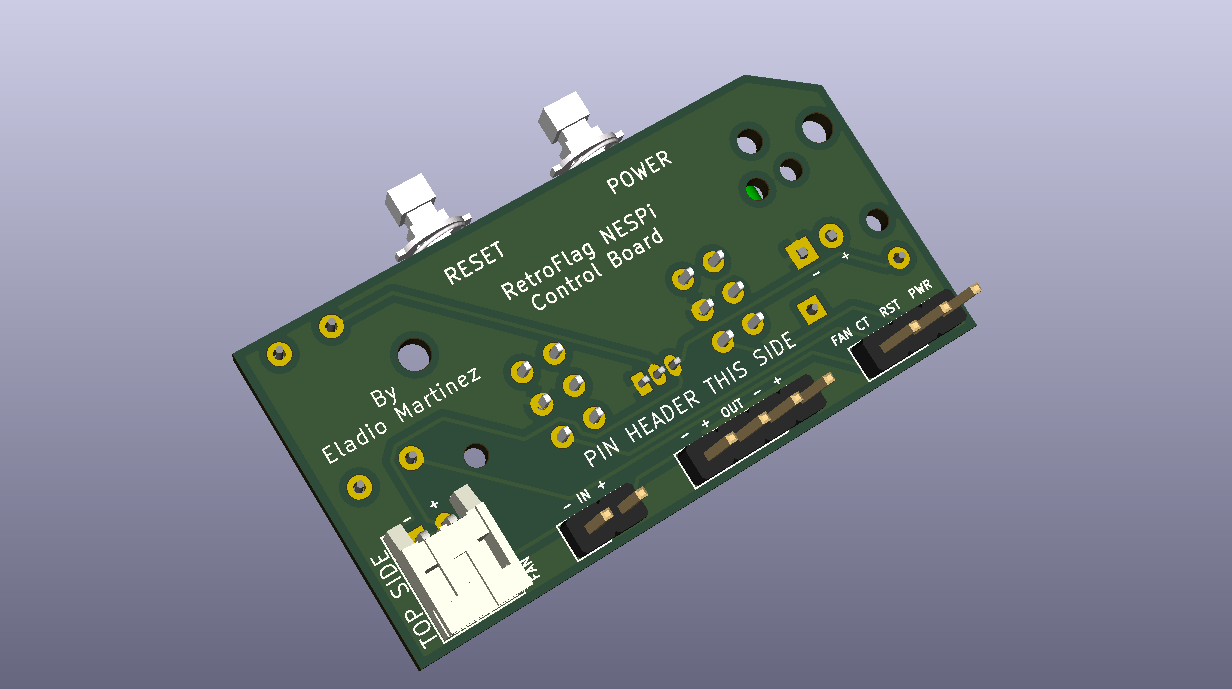 POWER
RESET
RetroFlag NESPi
Control Board
By
Eladio Martinez
PIN HEADER THIS SIDE
- +
FAN CT RST PWR
- + OUT - +
- IN +
- +
FAN
TOP SIDE